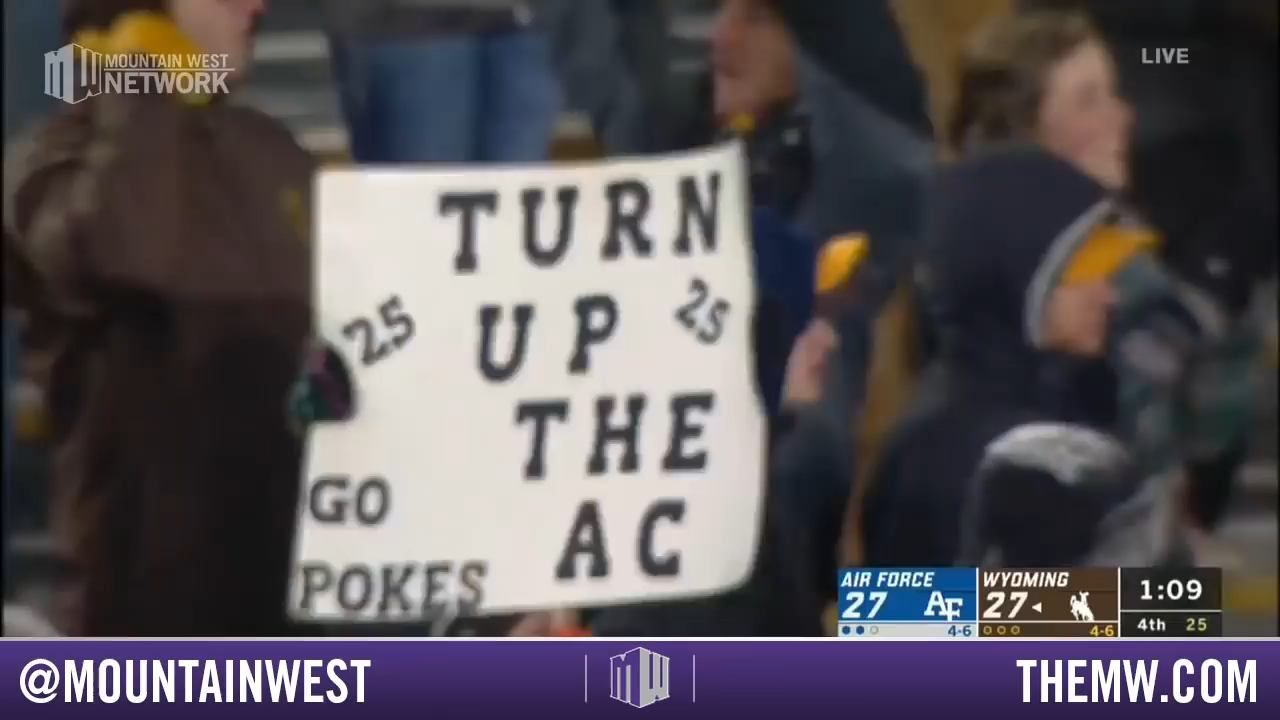 MOUNTAIN WEST
NETWORK
LIVE
TURN
UP
THE
AC
25
25
GO
POKES
AIR FORCE
27
AF
4-6
WYOMING
27
4-6
1:09
4th 25
@MOUNTAINWEST
MW
THEMW.COM